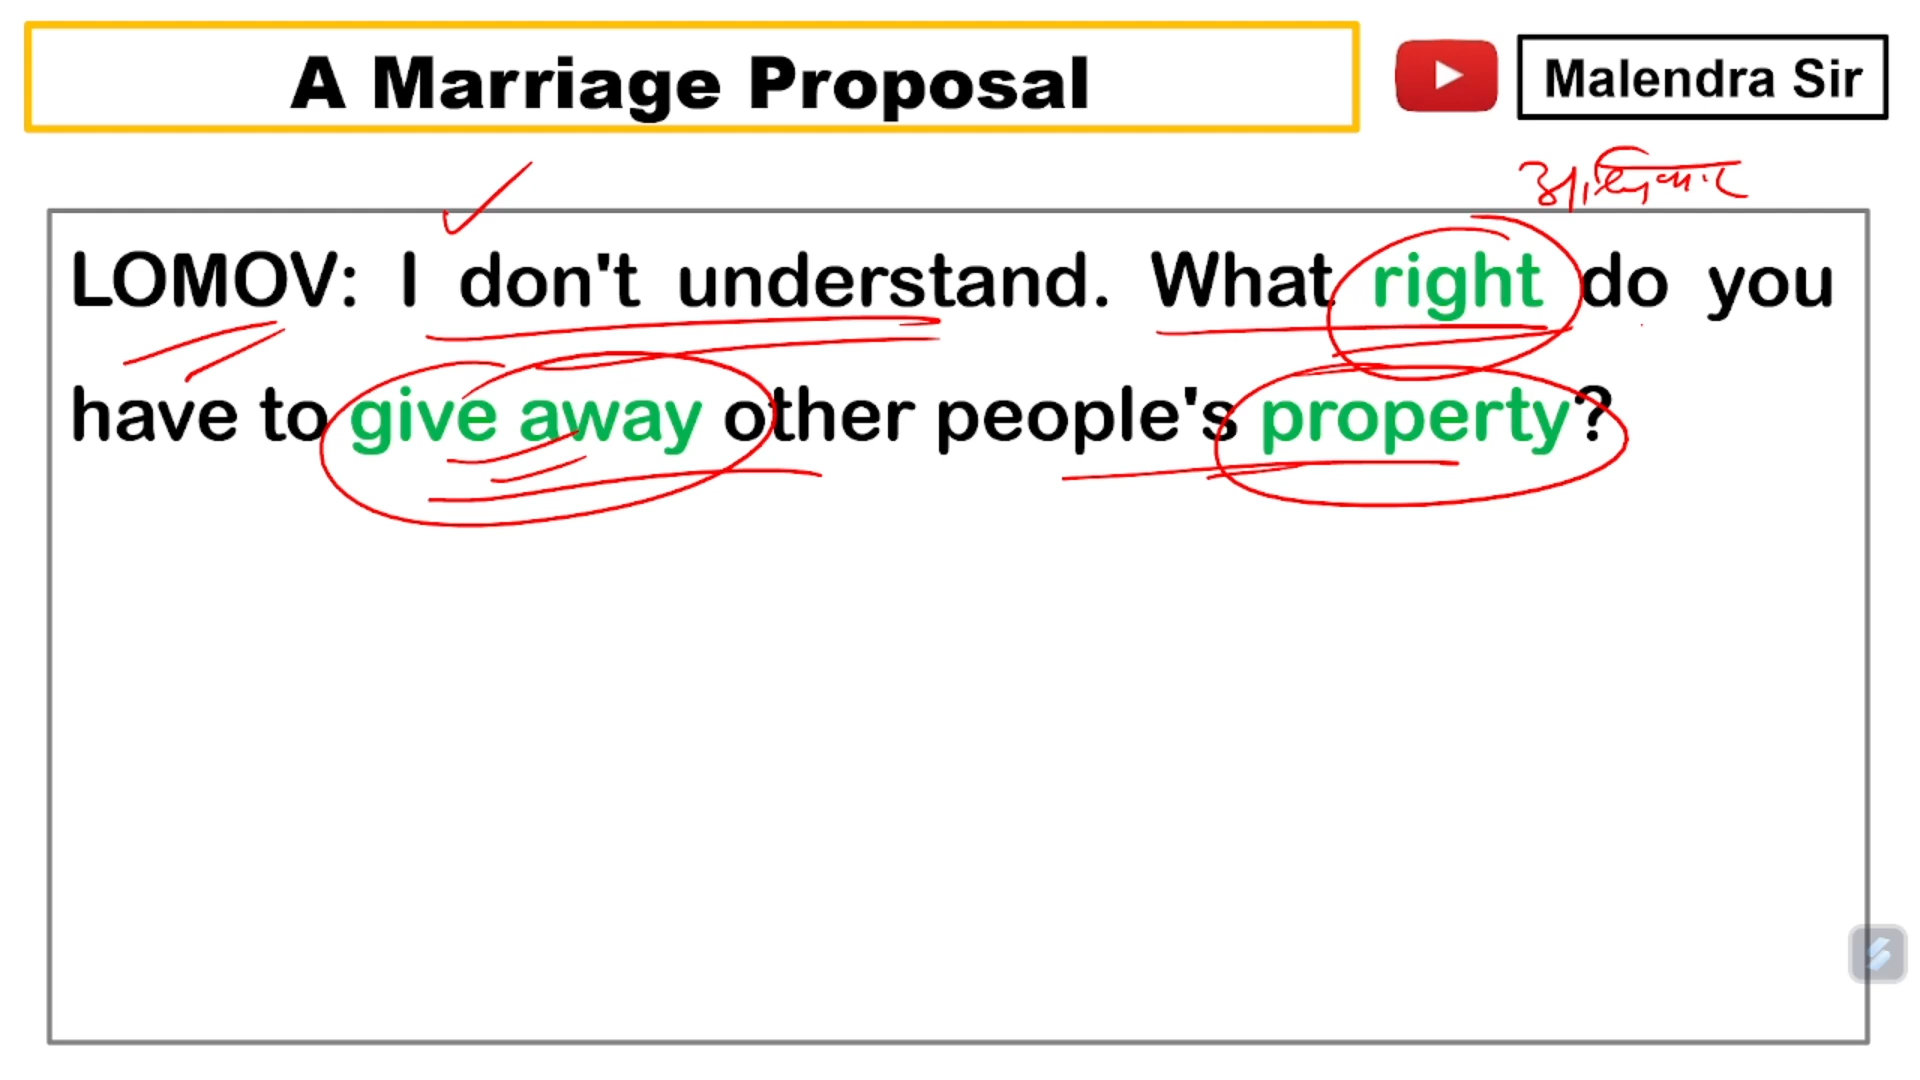 A Marriage Proposal
Malendra Sir
अधिकार
LOMOV: I don't understand. What right do you
have to give away other people's property?